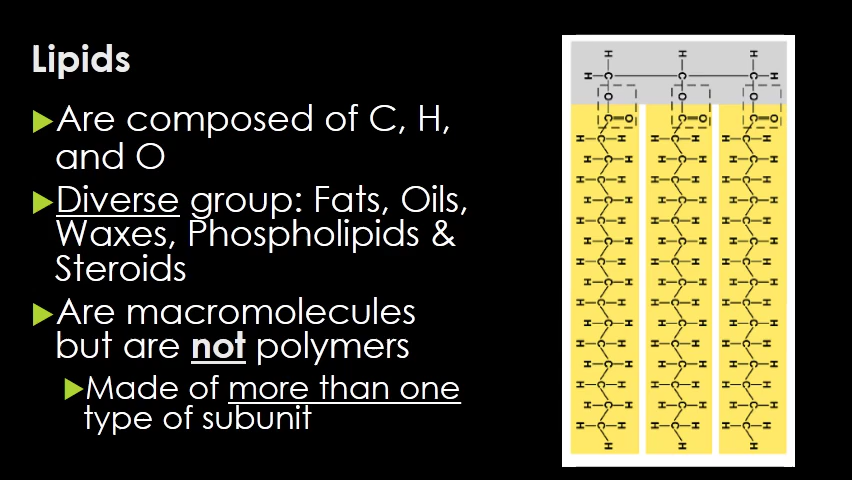 Lipids
Are composed of C, H,
and O
Diverse group: Fats, Oils,
Waxes, Phospholipids &
Steroids
Are macromolecules
but are not polymers
Made of more than one
type of subunit